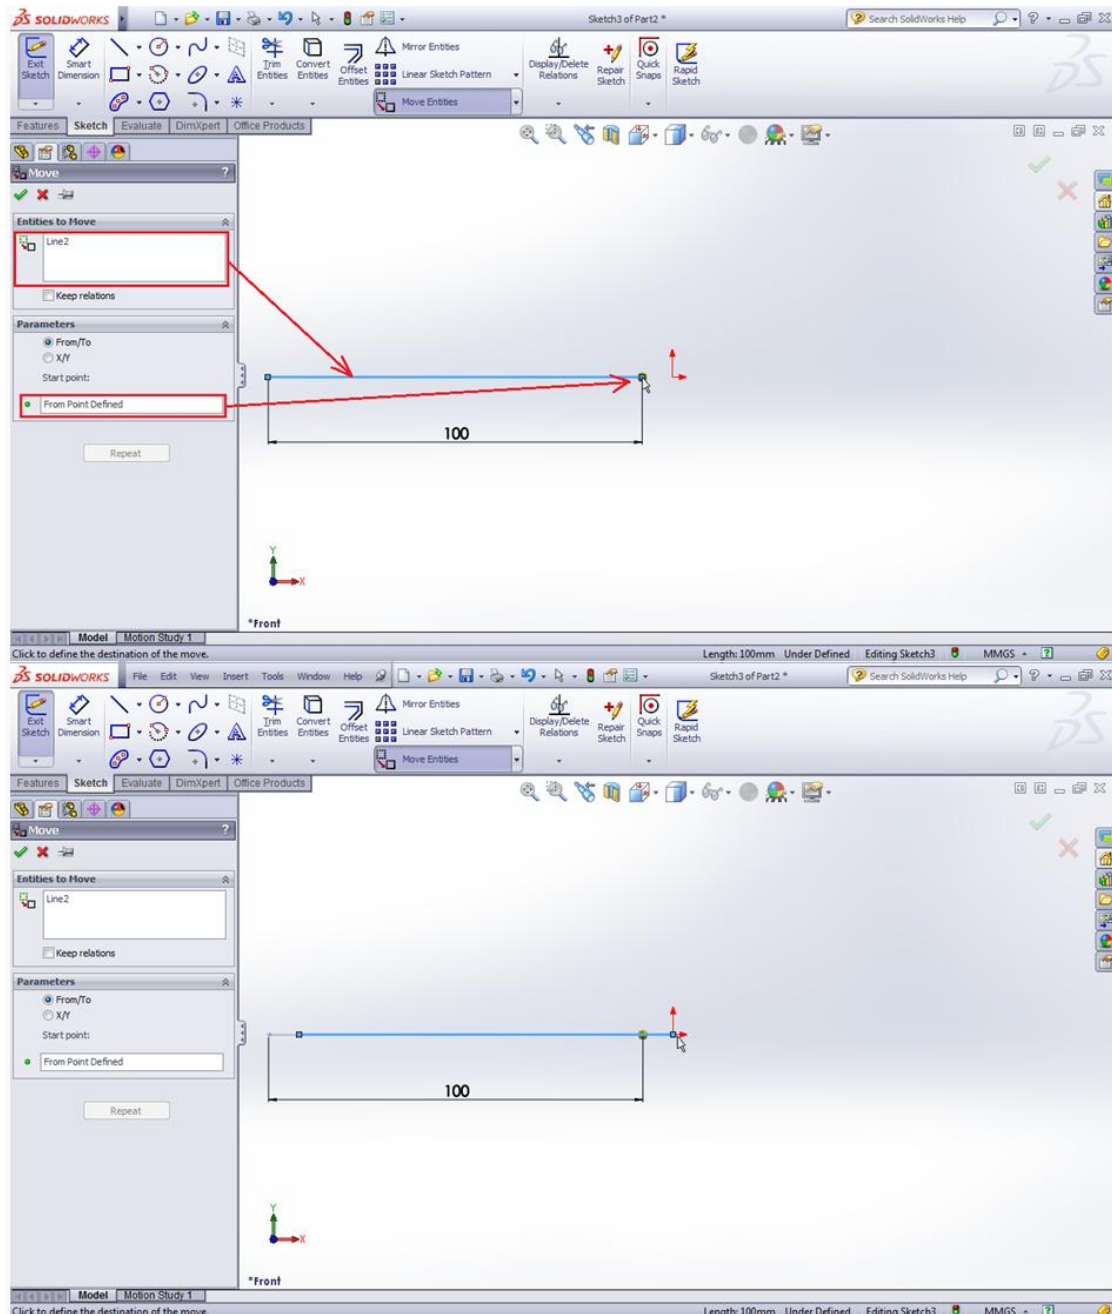 SOLIDWORKS
Sketch3 of Part2 *
Search SolidWorks Help
Exit Sketch
Smart Dimension
Trim Entities
Convert Entities
Offset Entities
Mirror Entities
Linear Sketch Pattern
Move Entities
Display/Delete Relations
Repair Sketch
Quick Snaps
Rapid Sketch
Features Sketch Evaluate DimXpert Office Products
Move ?
Entities to Move
Line2
Keep relations
Parameters
From/To
X/Y
Start point:
From Point Defined
Repeat
100
Y
X
*Front
Model Motion Study 1
Click to define the destination of the move. Length: 100mm Under Defined Editing Sketch3 MMGS
SOLIDWORKS File Edit View Insert Tools Window Help Sketch3 of Part2 * Search SolidWorks Help
Exit Sketch
Smart Dimension
Trim Entities
Convert Entities
Offset Entities
Mirror Entities
Linear Sketch Pattern
Move Entities
Display/Delete Relations
Repair Sketch
Quick Snaps
Rapid Sketch
Features Sketch Evaluate DimXpert Office Products
Move ?
Entities to Move
Line2
Keep relations
Parameters
From/To
X/Y
Start point:
From Point Defined
Repeat
100
Y
X
*Front
Model Motion Study 1
Click to define the destination of the move. Length: 100mm Under Defined Editing Sketch3 MMGS